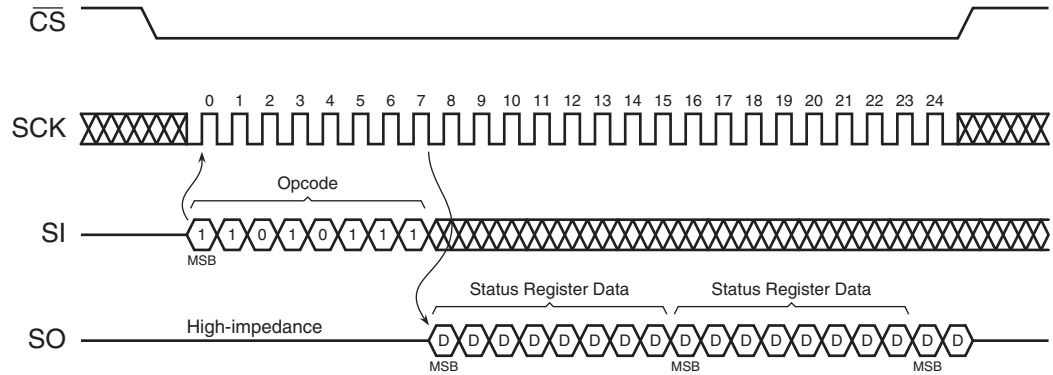 CS
0 1 2 3 4 5 6 7 8 9 10 11 12 13 14 15 16 17 18 19 20 21 22 23 24
SCK
Opcode
SI 1 1 0 1 0 1 1 1
MSB
Status Register Data Status Register Data
High-impedance
SO D D D D D D D D D D D D D D D D D D
MSB MSB MSB